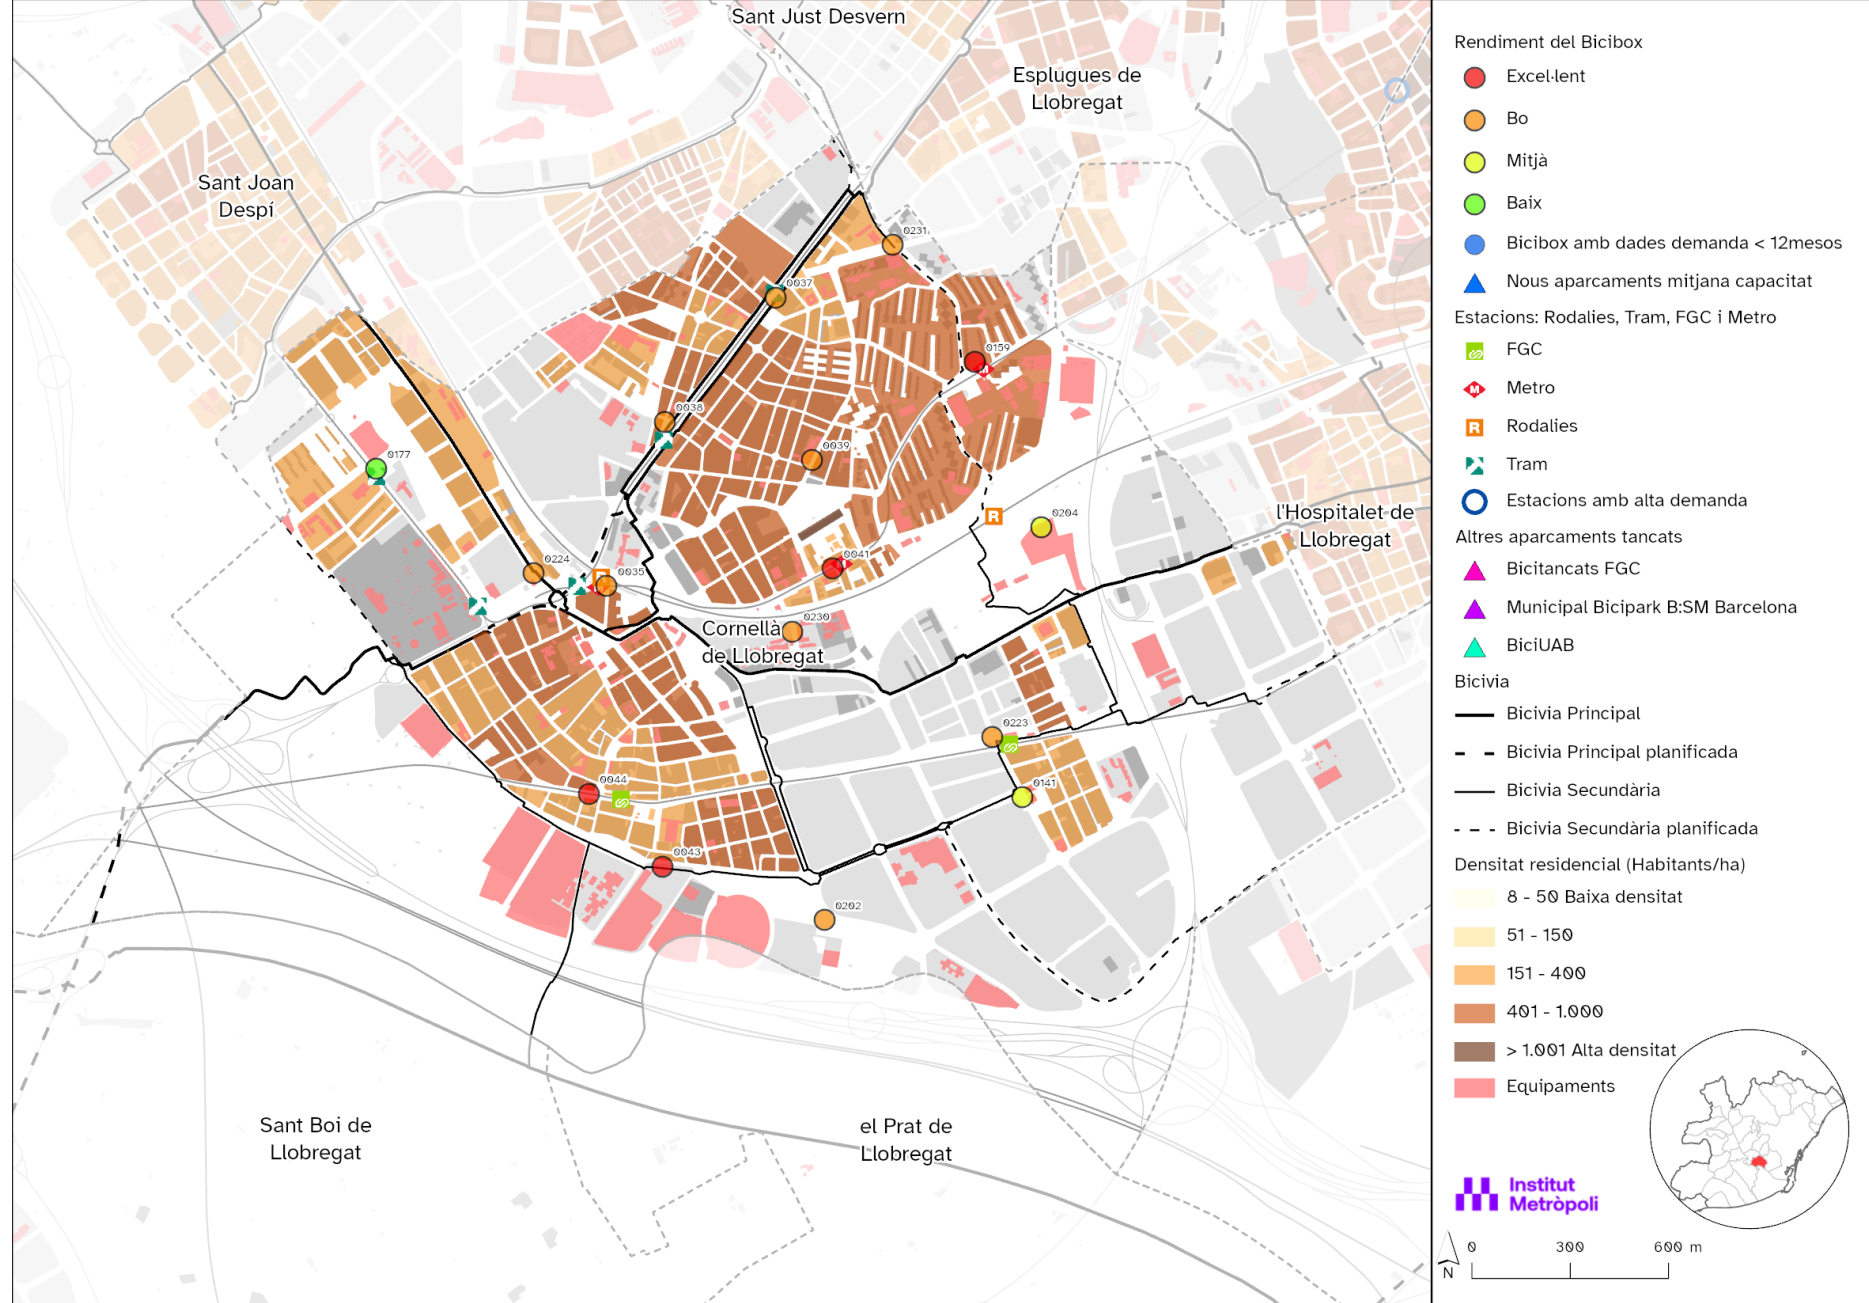 Sant Just Desvern
Esplugues de
Llobregat
Sant Joan
Despí
0231
0037
0159
0038
0039
0177
l'Hospitalet de
Llobregat
0204
0041
0224
0035
0230
Cornellà
de Llobregat
0223
0044
0141
0043
0202
Sant Boi de
Llobregat
el Prat de
Llobregat
Rendiment del Bicibox
Excel·lent
Bo
Mitjà
Baix
Bicibox amb dades demanda < 12mesos
Nous aparcaments mitjana capacitat
Estacions: Rodalies, Tram, FGC i Metro
FGC
M Metro
R Rodalies
Tram
Estacions amb alta demanda
Altres aparcaments tancats
Bicitancats FGC
Municipal Bicipark B:SM Barcelona
BiciUAB
Bicivia
Bicivia Principal
Bicivia Principal planificada
Bicivia Secundària
Bicivia Secundària planificada
Densitat residencial (Habitants/ha)
8 - 50 Baixa densitat
51 - 150
151 - 400
401 - 1.000
> 1.001 Alta densitat
Equipaments
Institut
Metròpoli
N
0 300 600 m